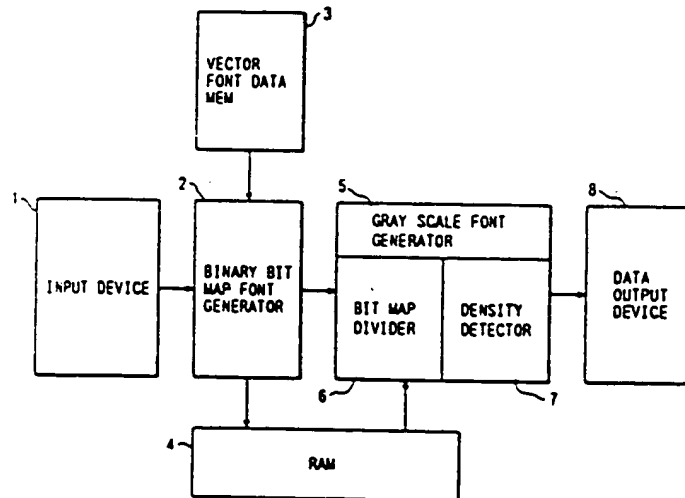 3
VECTOR
FONT DATA
MEM
1
INPUT DEVICE
2
BINARY BIT
MAP FONT
GENERATOR
5
GRAY SCALE FONT
GENERATOR
BIT MAP
DIVIDER
DENSITY
DETECTOR
6
7
8
DATA
OUTPUT
DEVICE
4
RAM